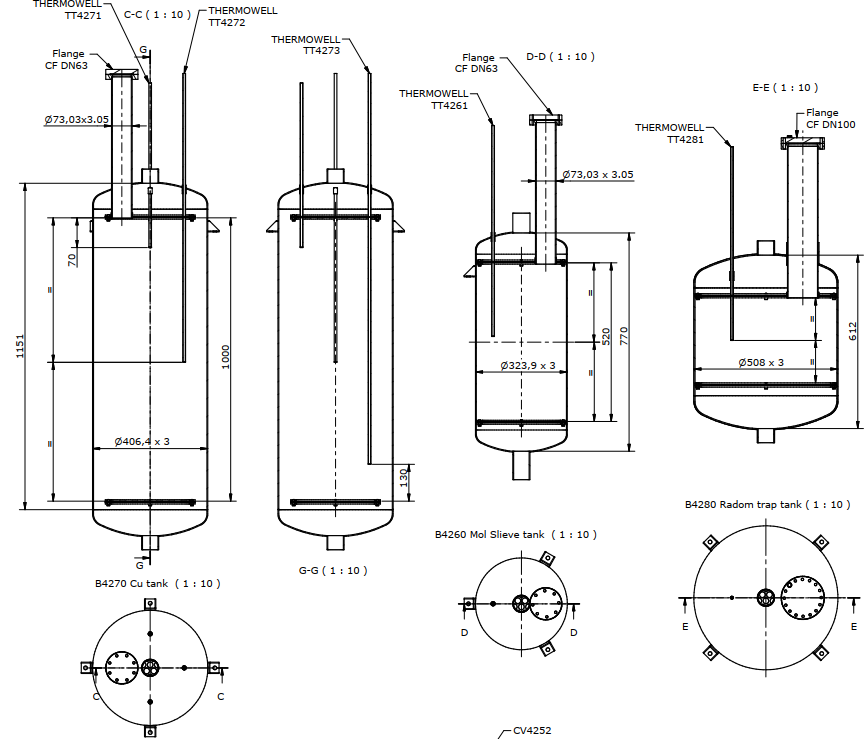 THERMOWELL
TT4271
C-C ( 1 : 10 )
THERMOWELL
TT4272
G
Flange
CF DN63
Ø73,03x3.05
70
=
=
1151
1000
Ø406,4 x 3
G
THERMOWELL
TT4273
130
G-G ( 1 : 10 )
D-D ( 1 : 10 )
Flange
CF DN63
THERMOWELL
TT4261
Ø73,03 x 3.05
=
=
520
770
Ø323,9 x 3
E-E ( 1 : 10 )
Flange
CF DN100
THERMOWELL
TT4281
=
=
612
Ø508 x 3
B4270 Cu tank ( 1 : 10 )
C
C
B4260 Mol Slieve tank ( 1 : 10 )
D
D
B4280 Radom trap tank ( 1 : 10 )
E
E
CV4252